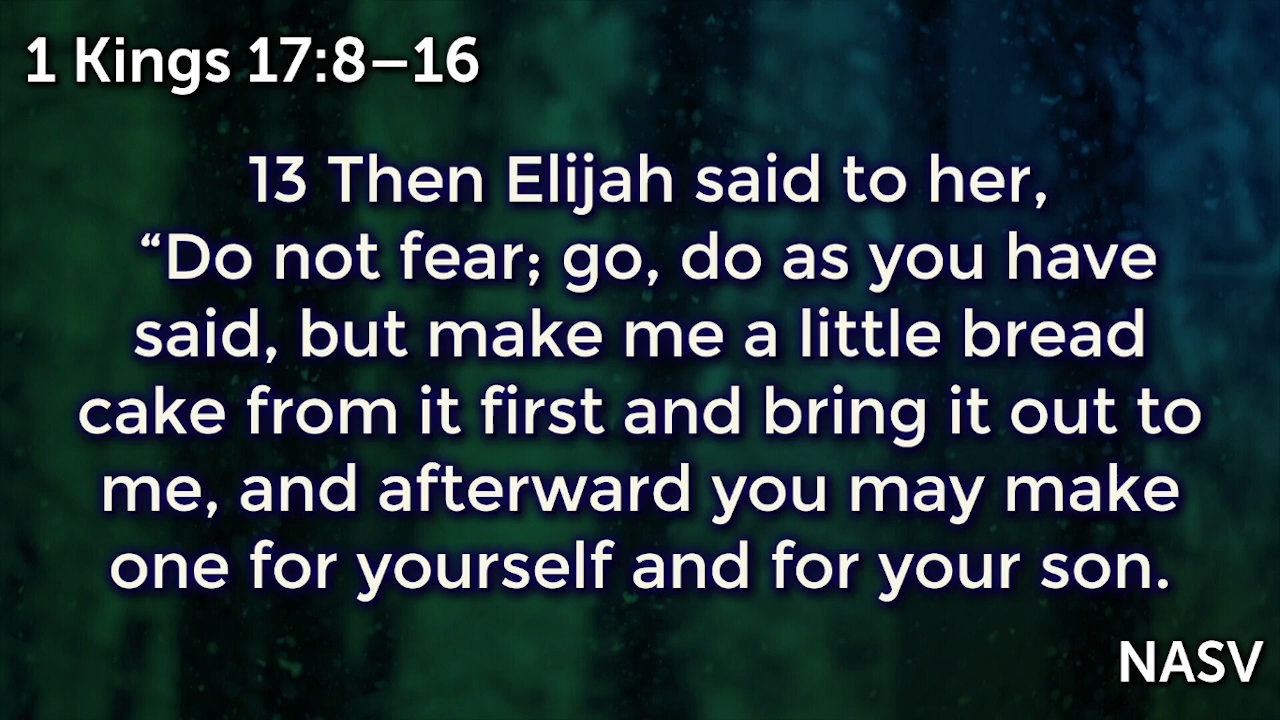 1 Kings 17:8–16
13 Then Elijah said to her,
“Do not fear; go, do as you have
said, but make me a little bread
cake from it first and bring it out to
me, and afterward you may make
one for yourself and for your son.
NASV